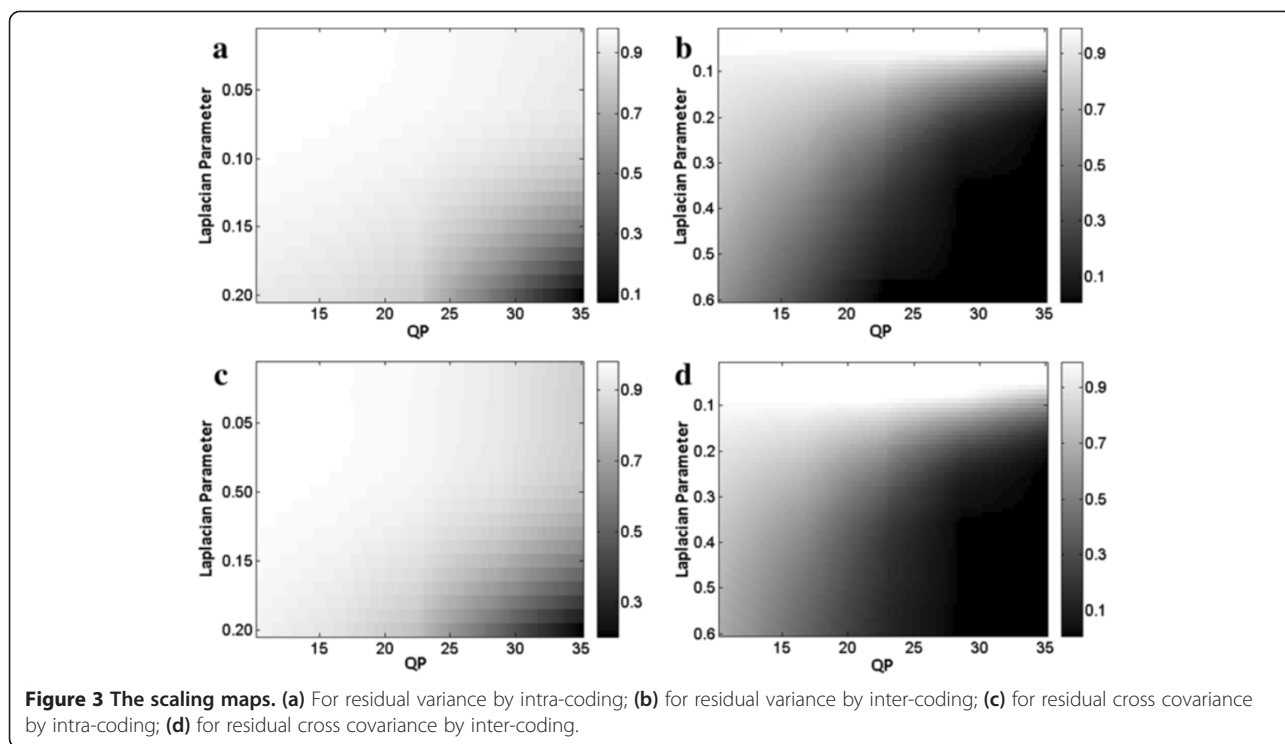 a
0.05
0.10
0.15
0.20
Laplacian Parameter
15 20 25 30 35
QP
0.9
0.7
0.5
0.3
0.1
b
0.1
0.2
0.3
0.4
0.5
0.6
Laplacian Parameter
15 20 25 30 35
QP
0.9
0.7
0.5
0.3
0.1
c
0.05
0.50
0.15
0.20
Laplacian Parameter
15 20 25 30 35
QP
0.9
0.7
0.5
0.3
d
0.1
0.2
0.3
0.4
0.5
0.6
Laplacian Parameter
15 20 25 30 35
QP
0.9
0.7
0.5
0.3
0.1
Figure 3 The scaling maps. (a) For residual variance by intra-coding; (b) for residual variance by inter-coding; (c) for residual cross covariance
by intra-coding; (d) for residual cross covariance by inter-coding.